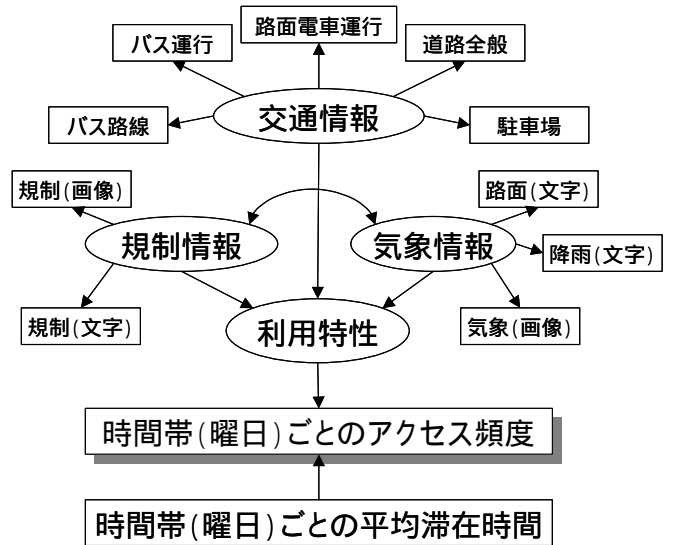 路面電車運行
バス運行
道路全般
交通情報
バス路線
駐車場
規制(画像)
路面(文字)
規制情報
気象情報
降雨(文字)
規制(文字)
利用特性
気象(画像)
時間帯(曜日)ごとのアクセス頻度
時間帯(曜日)ごとの平均滞在時間